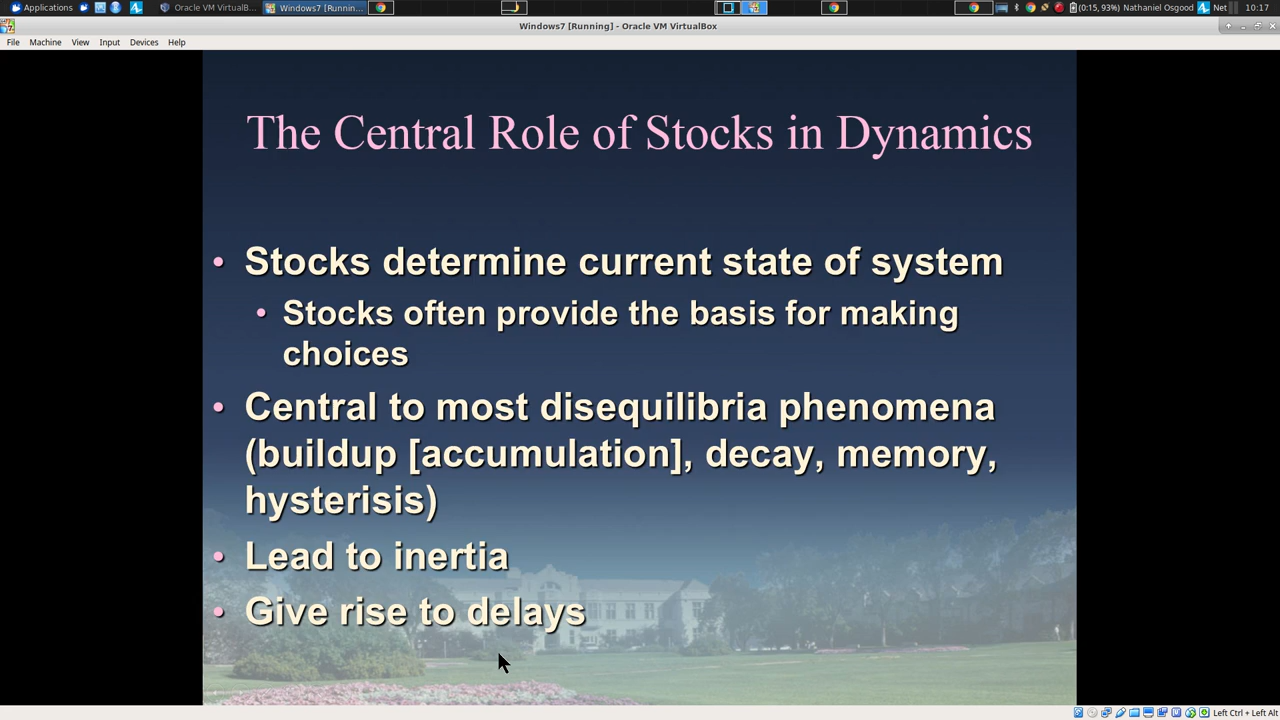 Applications
Oracle VM VirtualB...
Windows7 [Runnin...
(0:15, 93%)
Nathaniel Osgood
Net
10:17
Windows7 [Running] - Oracle VM VirtualBox
File Machine View Input Devices Help
The Central Role of Stocks in Dynamics
• Stocks determine current state of system
• Stocks often provide the basis for making
choices
• Central to most disequilibria phenomena
(buildup [accumulation], decay, memory,
hysterisis)
• Lead to inertia
• Give rise to delays
Left Ctrl + Left Alt